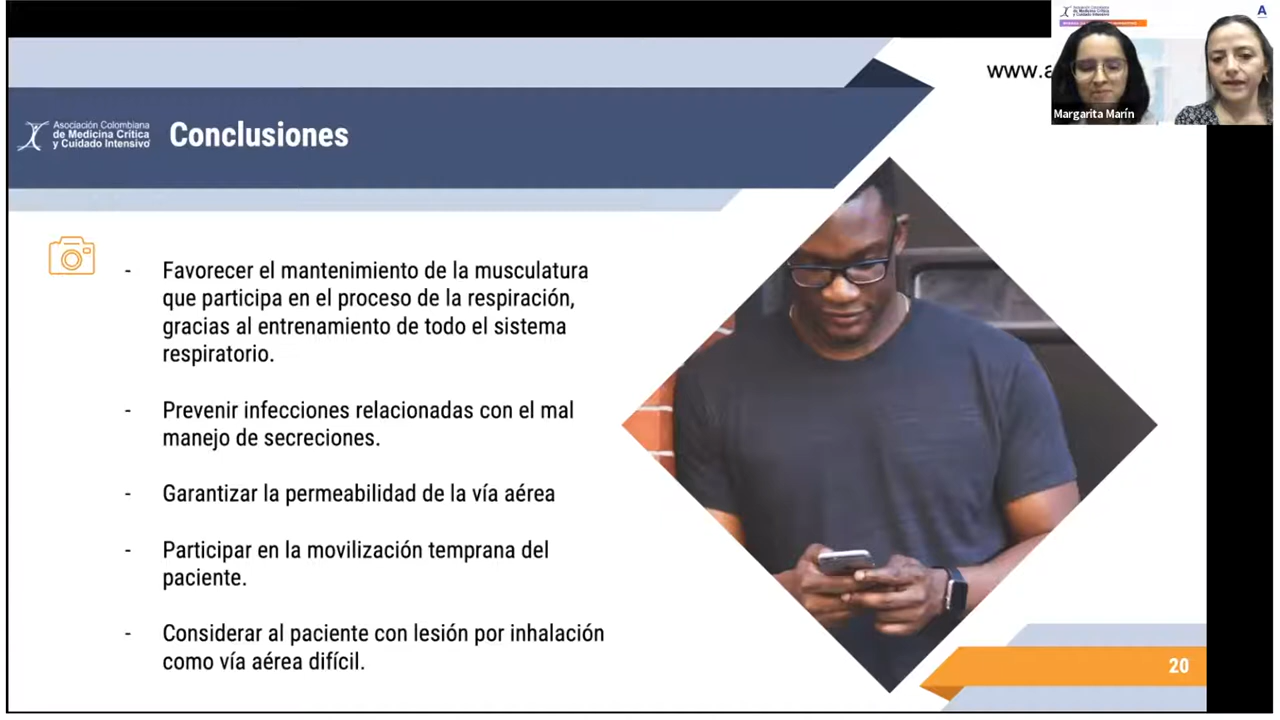 www.a
Margarita Marín
Asociación Colombiana
de Medicina Crítica
y Cuidado Intensivo
Conclusiones
- Favorecer el mantenimiento de la musculatura
que participa en el proceso de la respiración,
gracias al entrenamiento de todo el sistema
respiratorio.
- Prevenir infecciones relacionadas con el mal
manejo de secreciones.
- Garantizar la permeabilidad de la vía aérea
- Participar en la movilización temprana del
paciente.
- Considerar al paciente con lesión por inhalación
como vía aérea difícil.
20